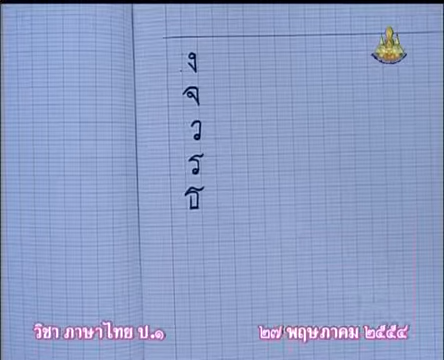 ง
จ
ว
ร
ธ
วิชา ภาษาไทย ป.๑
๒๗ พฤษภาคม ๒๕๕๔